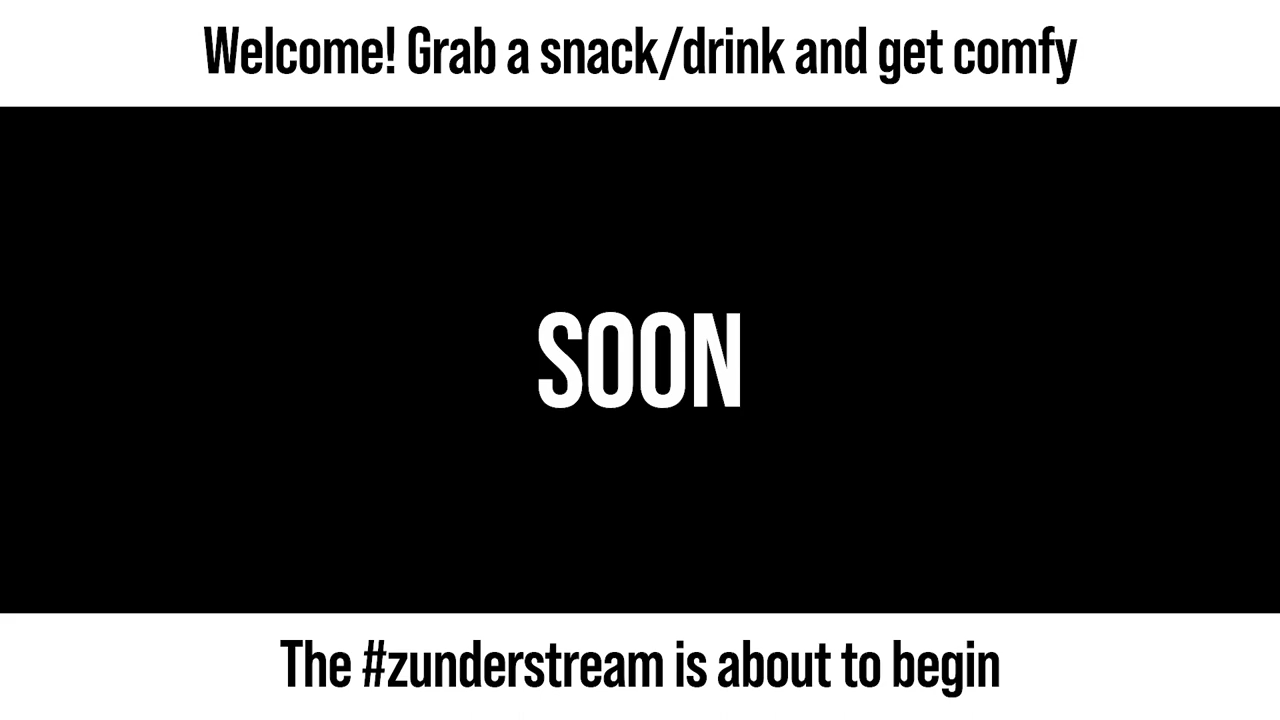 Welcome! Grab a snack/drink and get comfy
SOON
The #zunderstream is about to begin